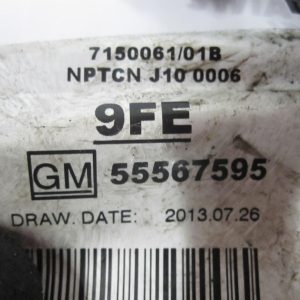 7150061/01B
NPTCN J10 0006
9FE
GM 55567595
DRAW. DATE: 2013.07.26